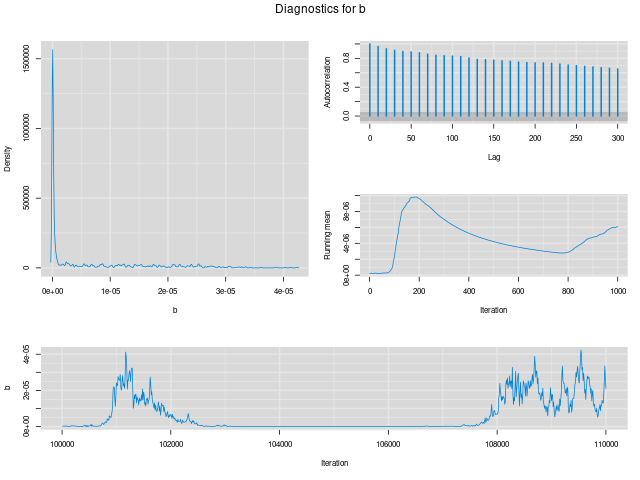 Diagnostics for b
Density
0 500000 1000000 1500000
0e+00 1e-05 2e-05 3e-05 4e-05
b
Autocorrelation
0.0 0.4 0.8
0 50 100 150 200 250 300
Lag
Running mean
0e+00 4e-06 8e-06
0 200 400 600 800 1000
Iteration
b
0e+00 2e-05 4e-05
100000 102000 104000 106000 108000 110000
Iteration